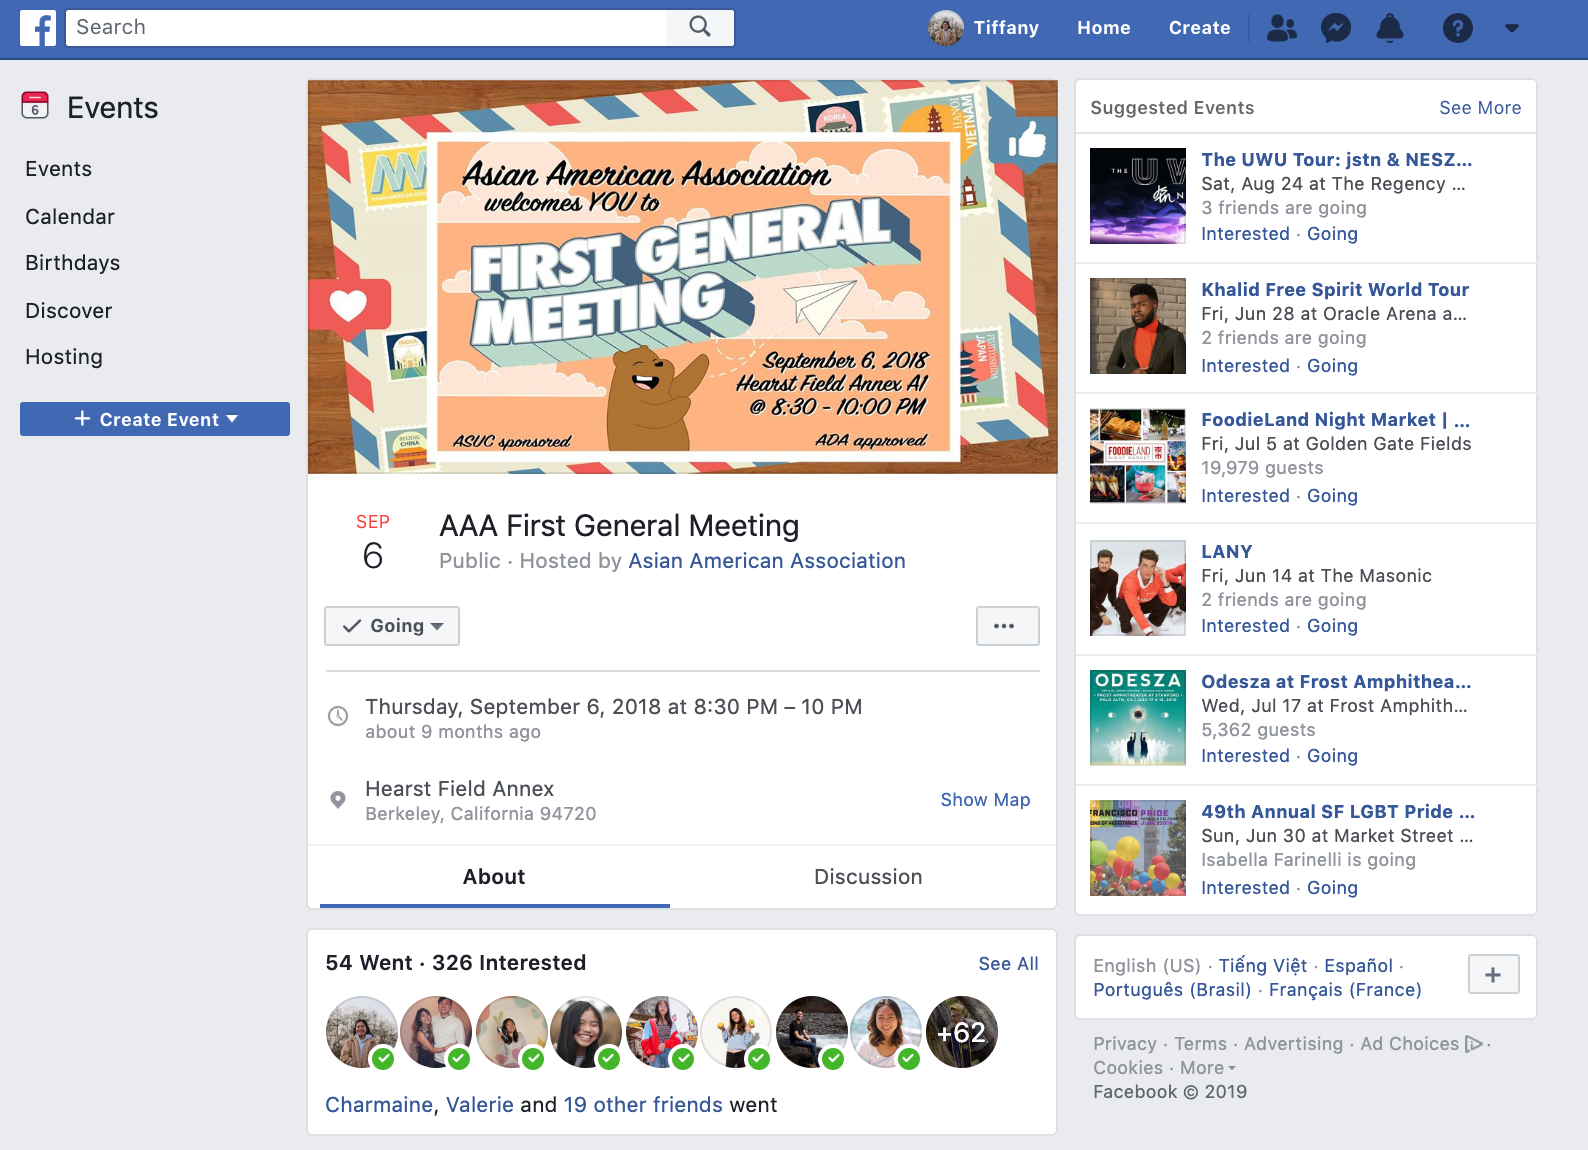 Search
Tiffany
Home
Create
6
Events
Events
Calendar
Birthdays
Discover
Hosting
+ Create Event
KOREA
HANOI
VIETNAM
Asian American Association
welcomes YOU to
FIRST GENERAL
MEETING
INDIA
JAPAN
BEIJING
CHINA
September 6, 2018
Hearst Field Annex A1
@ 8:30 - 10:00 PM
ASUC sponsored
ADA approved
SEP
6
AAA First General Meeting
Public · Hosted by Asian American Association
Going
Thursday, September 6, 2018 at 8:30 PM – 10 PM
about 9 months ago
Hearst Field Annex
Berkeley, California 94720
Show Map
About
Discussion
54 Went · 326 Interested
See All
+62
Charmaine, Valerie and 19 other friends went
Suggested Events
See More
THE UW
The UWU Tour: jstn & NESZ...
Sat, Aug 24 at The Regency ...
3 friends are going
Interested · Going
Khalid Free Spirit World Tour
Fri, Jun 28 at Oracle Arena a...
2 friends are going
Interested · Going
FOODIELAND
NIGHT MARKET
FoodieLand Night Market | ...
Fri, Jul 5 at Golden Gate Fields
19,979 guests
Interested · Going
LANY
Fri, Jun 14 at The Masonic
2 friends are going
Interested · Going
ODESZA
Odesza at Frost Amphithea...
Wed, Jul 17 at Frost Amphith...
5,362 guests
Interested · Going
FRANCISCO PRIDE
49th Annual SF LGBT Pride ...
Sun, Jun 30 at Market Street ...
Isabella Farinelli is going
Interested · Going
English (US) · Tiếng Việt · Español ·
Português (Brasil) · Français (France)
+
Privacy · Terms · Advertising · Ad Choices ·
Cookies · More
Facebook © 2019